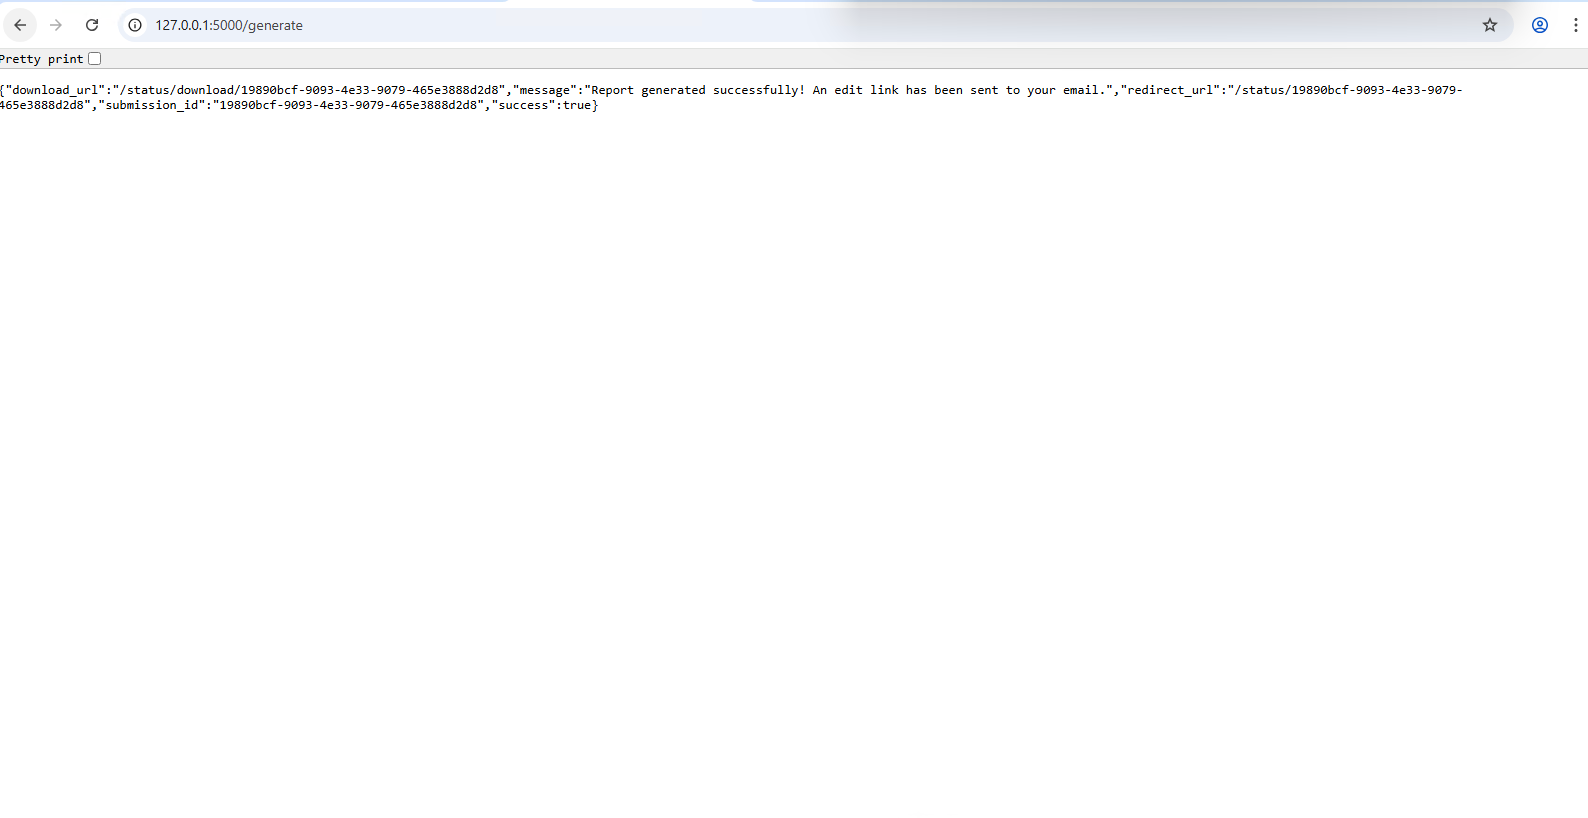 127.0.0.1:5000/generate
Pretty print
{"download_url":"/status/download/19890bcf-9093-4e33-9079-465e3888d2d8","message":"Report generated successfully! An edit link has been sent to your email.","redirect_url":"/status/19890bcf-9093-4e33-9079-
465e3888d2d8","submission_id":"19890bcf-9093-4e33-9079-465e3888d2d8","success":true}